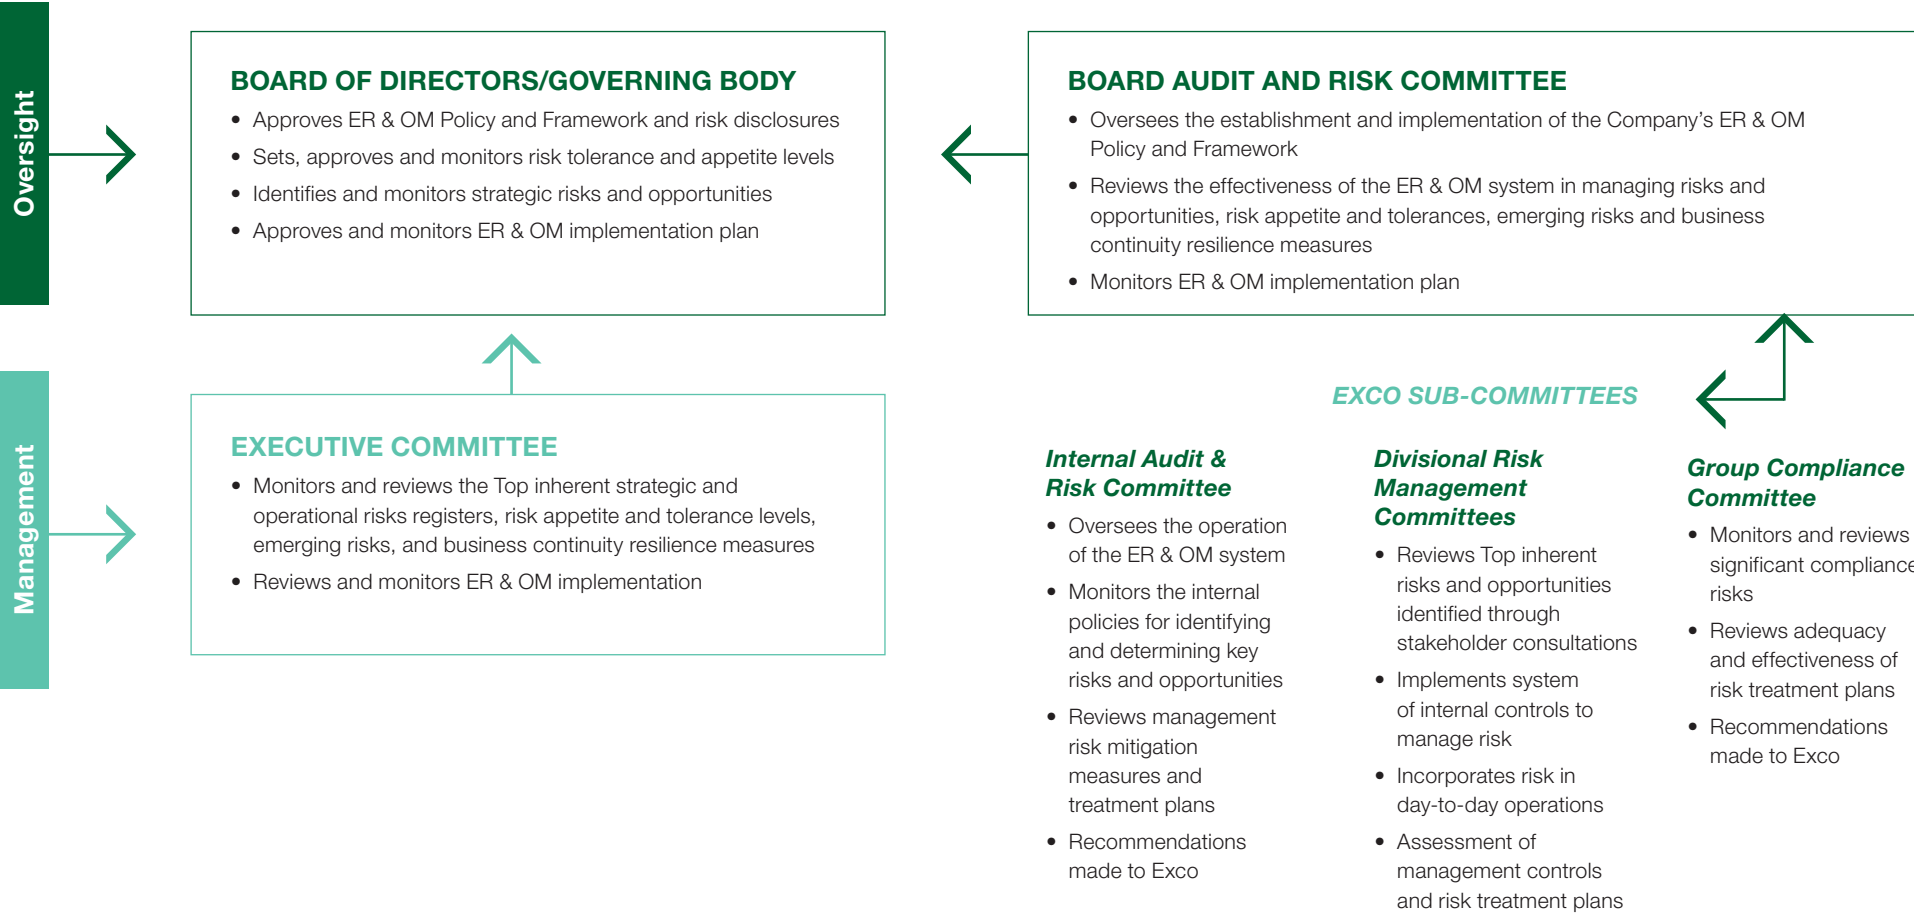 Oversight
BOARD OF DIRECTORS/GOVERNING BODY
• Approves ER & OM Policy and Framework and risk disclosures
• Sets, approves and monitors risk tolerance and appetite levels
• Identifies and monitors strategic risks and opportunities
• Approves and monitors ER & OM implementation plan
BOARD AUDIT AND RISK COMMITTEE
• Oversees the establishment and implementation of the Company's ER & OM
Policy and Framework
• Reviews the effectiveness of the ER & OM system in managing risks and
opportunities, risk appetite and tolerances, emerging risks and business
continuity resilience measures
• Monitors ER & OM implementation plan
Management
EXECUTIVE COMMITTEE
• Monitors and reviews the Top inherent strategic and
operational risks registers, risk appetite and tolerance levels,
emerging risks, and business continuity resilience measures
• Reviews and monitors ER & OM implementation
EXCO SUB-COMMITTEES
Internal Audit &
Risk Committee
• Oversees the operation
of the ER & OM system
• Monitors the internal
policies for identifying
and determining key
risks and opportunities
• Reviews management
risk mitigation
measures and
treatment plans
• Recommendations
made to Exco
Divisional Risk
Management
Committees
• Reviews Top inherent
risks and opportunities
identified through
stakeholder consultations
• Implements system
of internal controls to
manage risk
• Incorporates risk in
day-to-day operations
• Assessment of
management controls
and risk treatment plans
Group Compliance
Committee
• Monitors and reviews
significant compliance
risks
• Reviews adequacy
and effectiveness of
risk treatment plans
• Recommendations
made to Exco